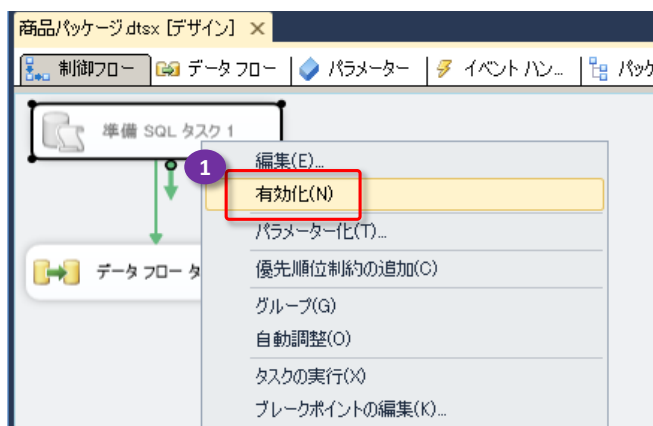 商品パッケージ.dtsx [デザイン] ×
制御フロー データ フロー パラメーター イベント ハン... パッケ
準備 SQL タスク 1
1
編集(E)...
有効化(N)
パラメーター化(T)...
データ フロー タ
優先順位制約の追加(C)
グループ(G)
自動調整(O)
タスクの実行(X)
ブレークポイントの編集(K)...